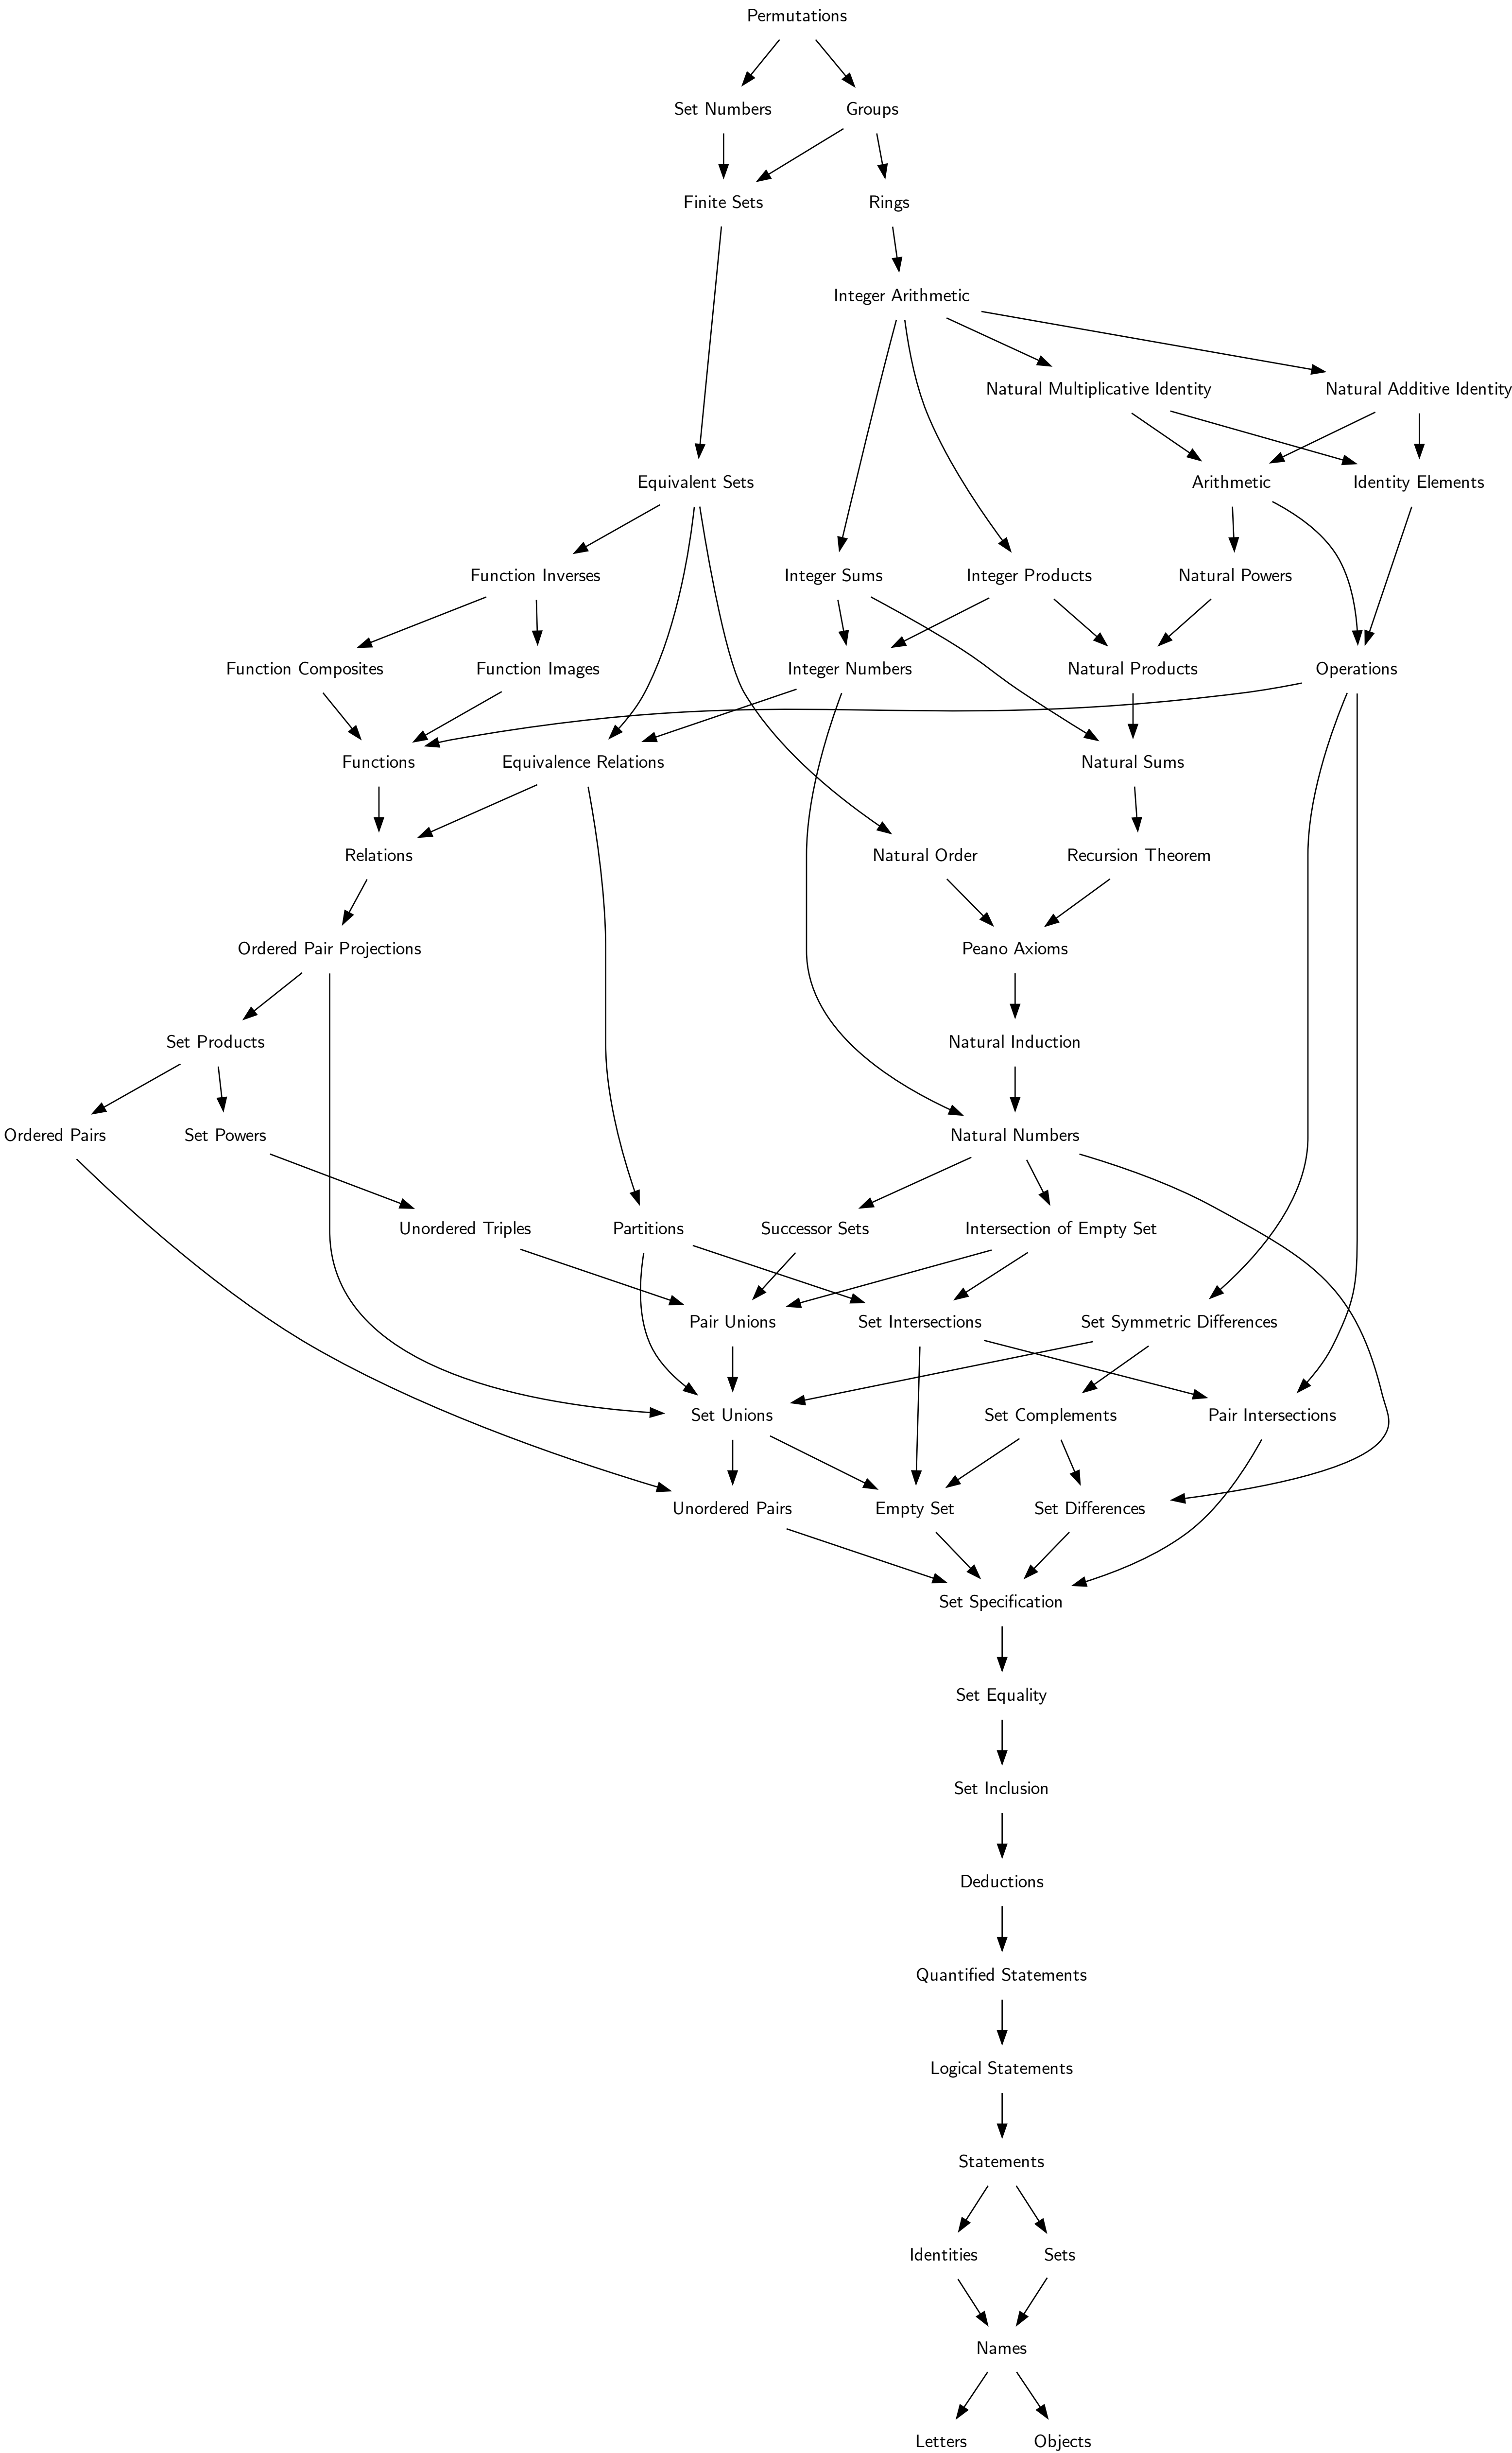 Permutations
Set Numbers
Groups
Finite Sets
Rings
Integer Arithmetic
Natural Multiplicative Identity
Natural Additive Identity
Equivalent Sets
Arithmetic
Identity Elements
Function Inverses
Integer Sums
Integer Products
Natural Powers
Function Composites
Function Images
Integer Numbers
Natural Products
Operations
Functions
Equivalence Relations
Natural Sums
Relations
Natural Order
Recursion Theorem
Ordered Pair Projections
Peano Axioms
Set Products
Natural Induction
Ordered Pairs
Set Powers
Natural Numbers
Unordered Triples
Partitions
Successor Sets
Intersection of Empty Set
Pair Unions
Set Intersections
Set Symmetric Differences
Set Unions
Set Complements
Pair Intersections
Unordered Pairs
Empty Set
Set Differences
Set Specification
Set Equality
Set Inclusion
Deductions
Quantified Statements
Logical Statements
Statements
Identities
Sets
Names
Letters
Objects